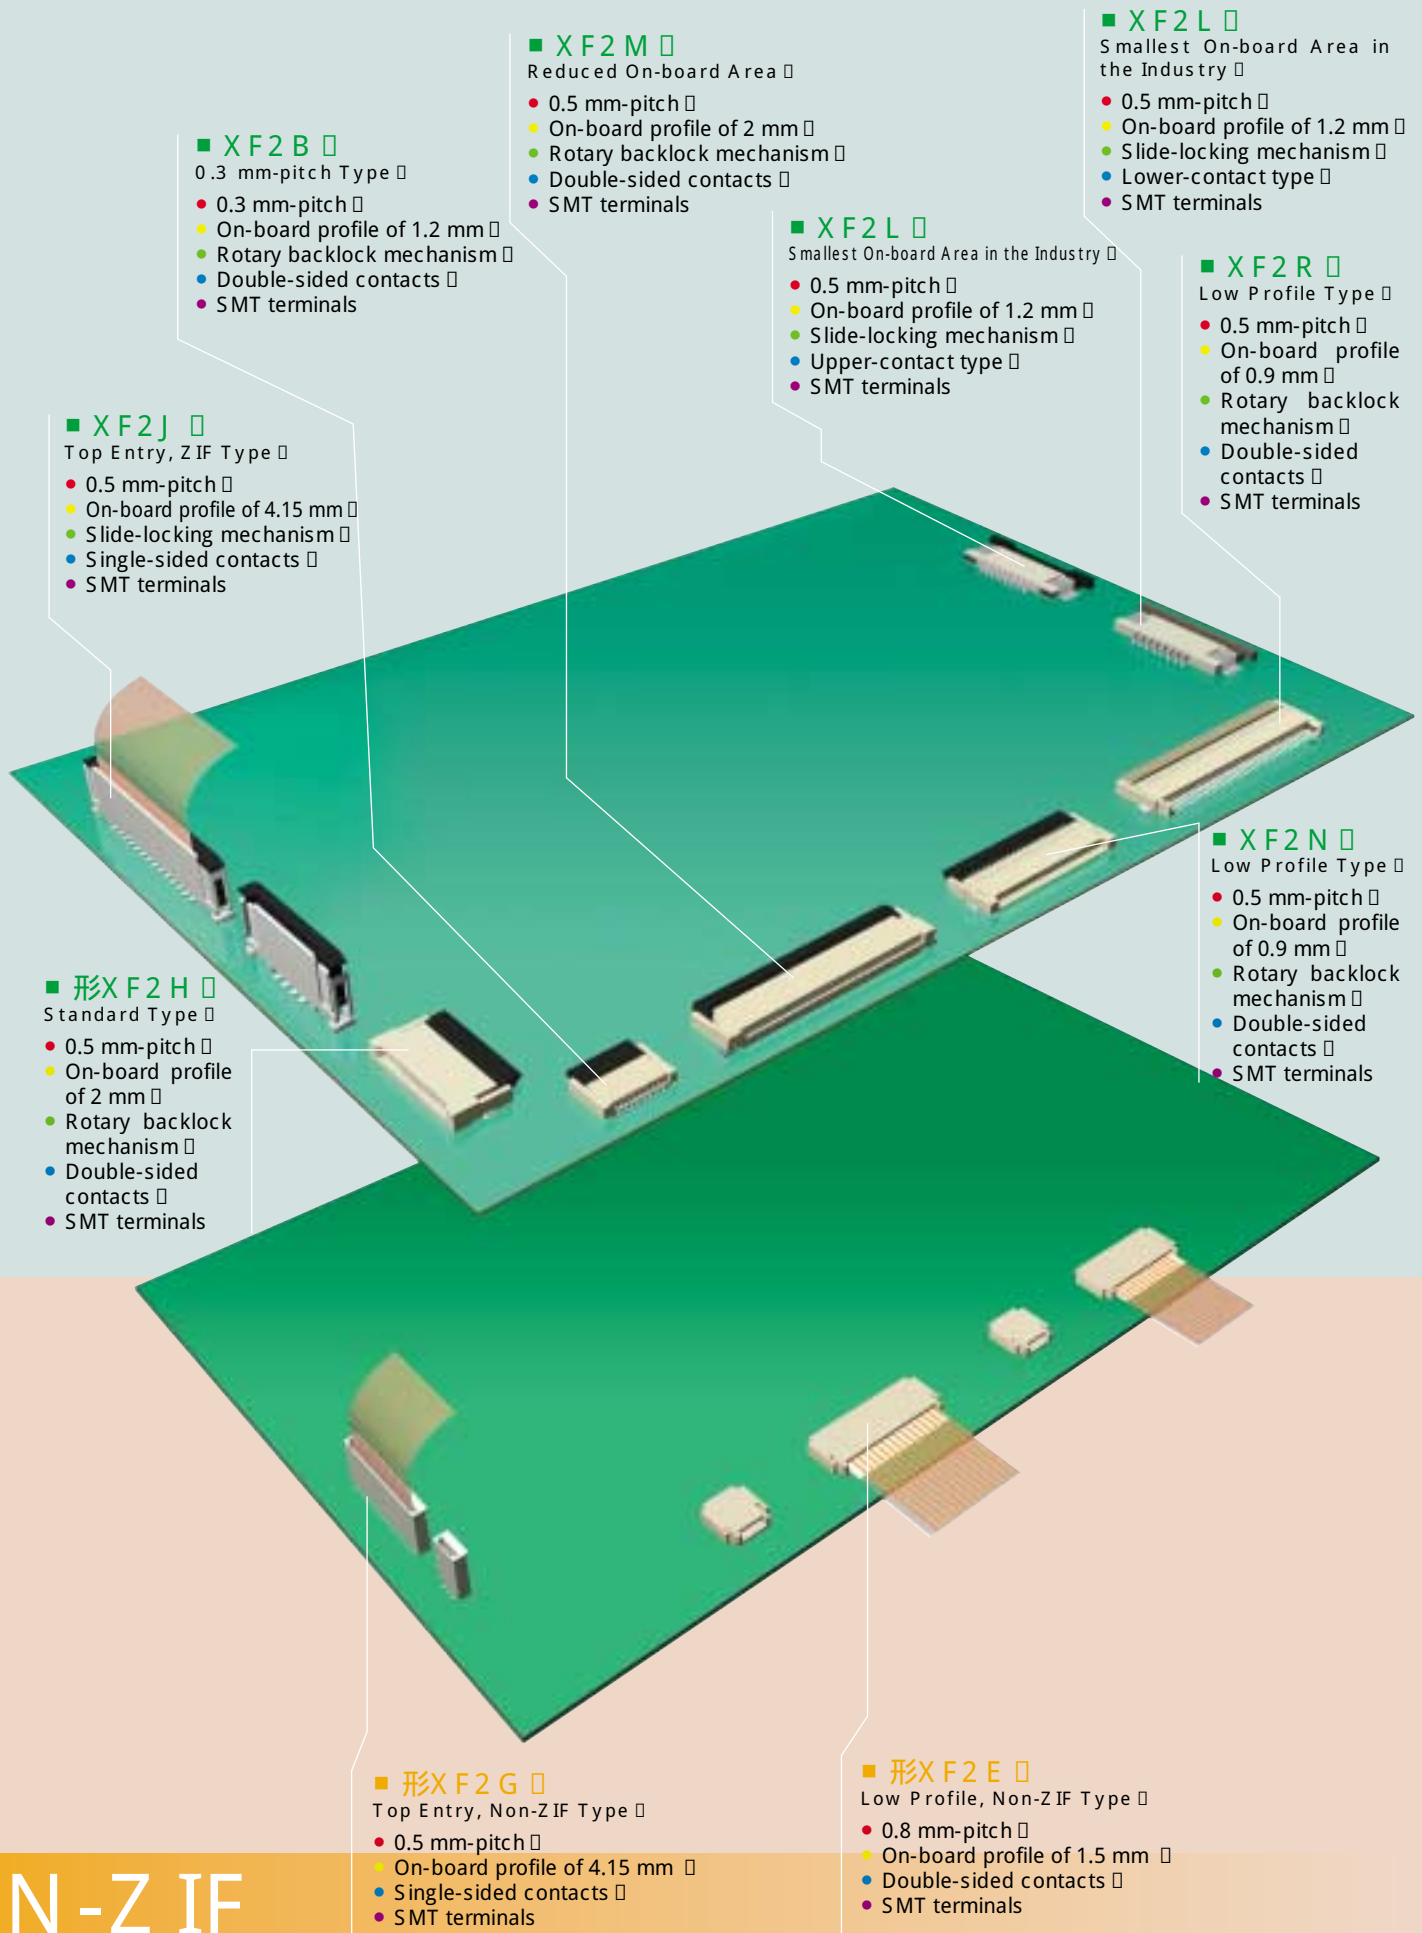 ■ XF2L
Smallest On-board Area in
the Industry
• 0.5 mm-pitch
• On-board profile of 1.2 mm
• Slide-locking mechanism
• Lower-contact type
• SMT terminals
■ XF2M
Reduced On-board Area
• 0.5 mm-pitch
• On-board profile of 2 mm
• Rotary backlock mechanism
• Double-sided contacts
• SMT terminals
■ XF2B
0.3 mm-pitch Type
• 0.3 mm-pitch
• On-board profile of 1.2 mm
• Rotary backlock mechanism
• Double-sided contacts
• SMT terminals
■ XF2L
Smallest On-board Area in the Industry
• 0.5 mm-pitch
• On-board profile of 1.2 mm
• Slide-locking mechanism
• Upper-contact type
• SMT terminals
■ XF2R
Low Profile Type
• 0.5 mm-pitch
• On-board profile
of 0.9 mm
• Rotary backlock
mechanism
• Double-sided
contacts
• SMT terminals
■ XF2J
Top Entry, ZIF Type
• 0.5 mm-pitch
• On-board profile of 4.15 mm
• Slide-locking mechanism
• Single-sided contacts
• SMT terminals
■ XF2N
Low Profile Type
• 0.5 mm-pitch
• On-board profile
of 0.9 mm
• Rotary backlock
mechanism
• Double-sided
contacts
• SMT terminals
■ 形XF2H
Standard Type
• 0.5 mm-pitch
• On-board profile
of 2 mm
• Rotary backlock
mechanism
• Double-sided
contacts
• SMT terminals
■ 形XF2G
Top Entry, Non-ZIF Type
• 0.5 mm-pitch
• On-board profile of 4.15 mm
• Single-sided contacts
• SMT terminals
■ 形XF2E
Low Profile, Non-ZIF Type
• 0.8 mm-pitch
• On-board profile of 1.5 mm
• Double-sided contacts
• SMT terminals
N-ZIF